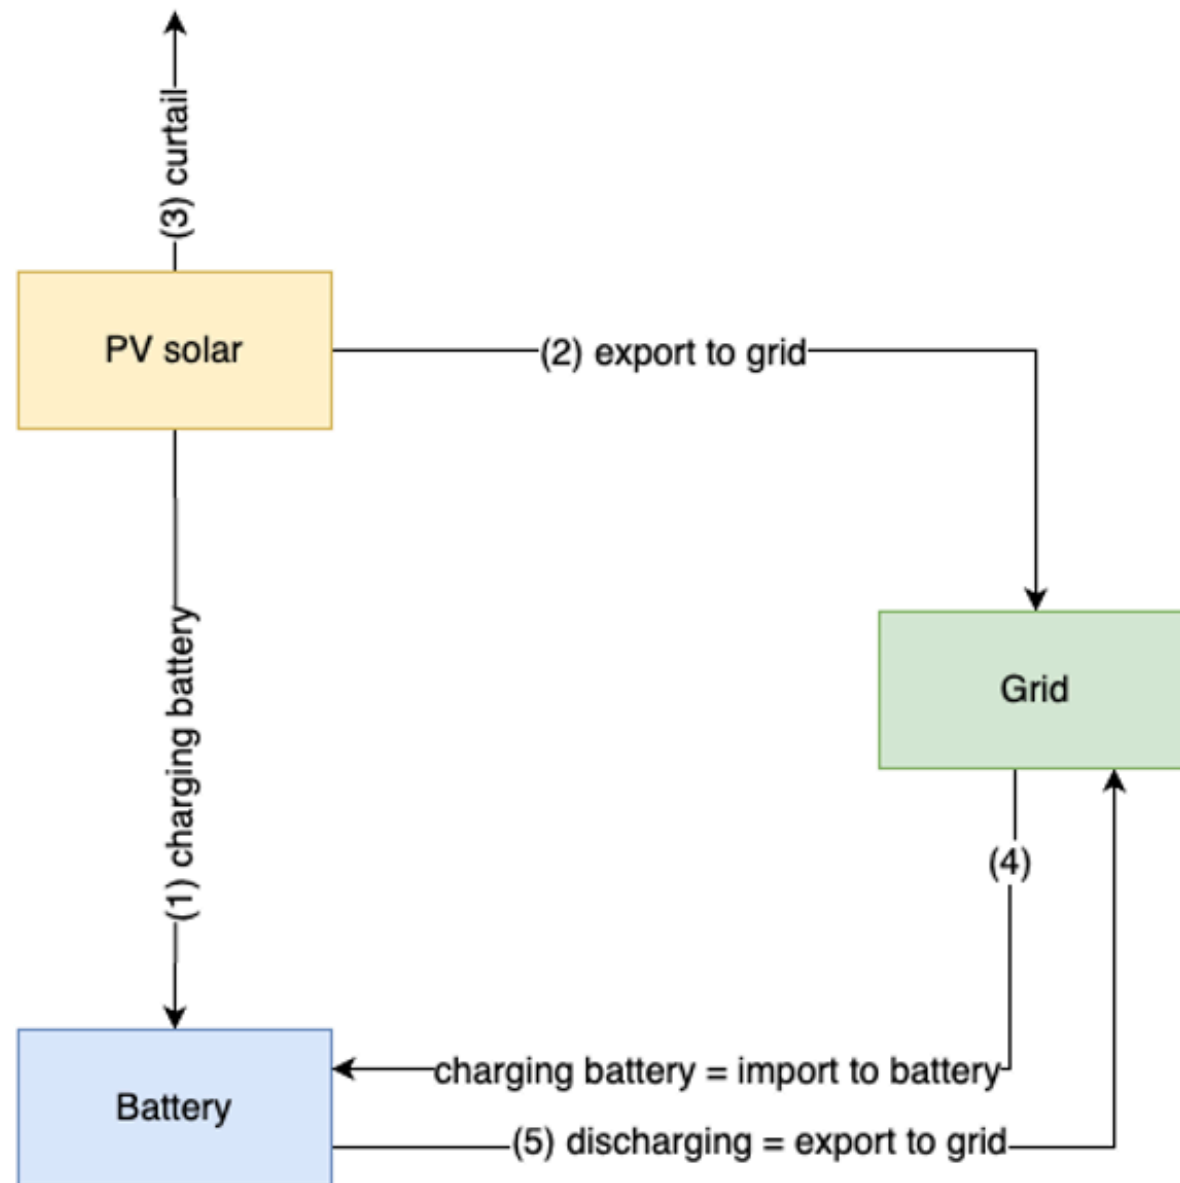 (3) curtail
PV solar
(2) export to grid
(1) charging battery
Grid
(4)
charging battery = import to battery
Battery
(5) discharging = export to grid